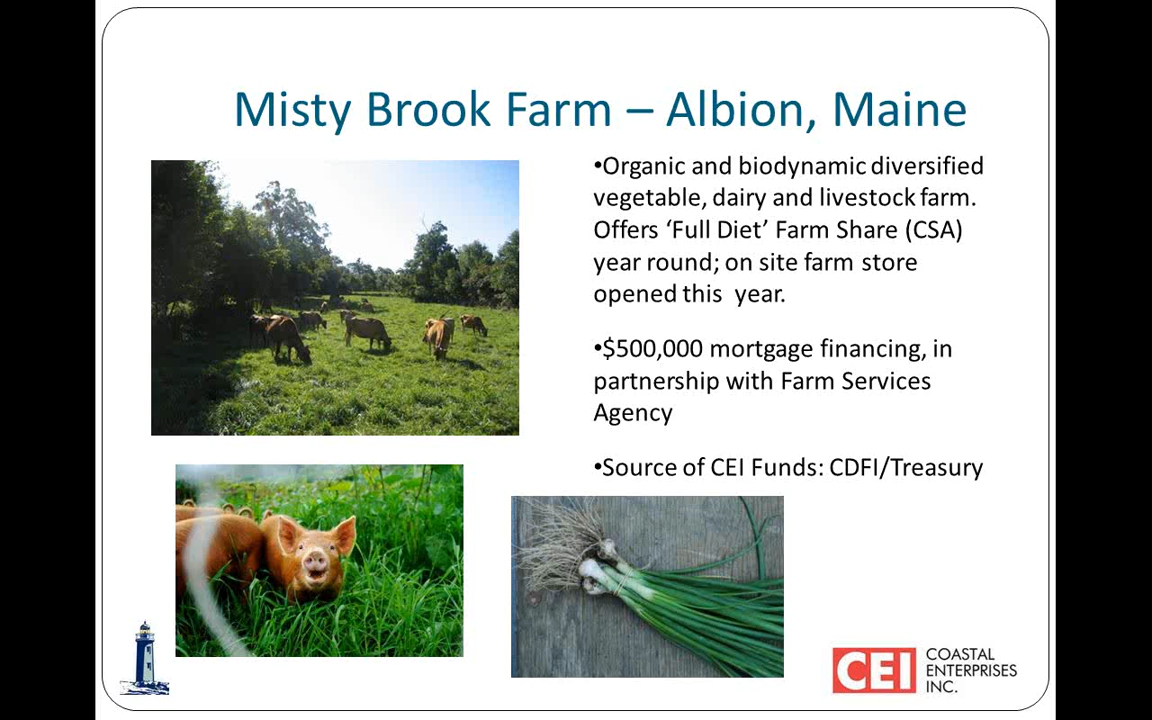 Misty Brook Farm – Albion, Maine
•Organic and biodynamic diversified
vegetable, dairy and livestock farm.
Offers ‘Full Diet’ Farm Share (CSA)
year round; on site farm store
opened this  year.
•$500,000 mortgage financing, in
partnership with Farm Services
Agency
•Source of CEI Funds: CDFI/Treasury
CEI
COASTAL
ENTERPRISES
INC.